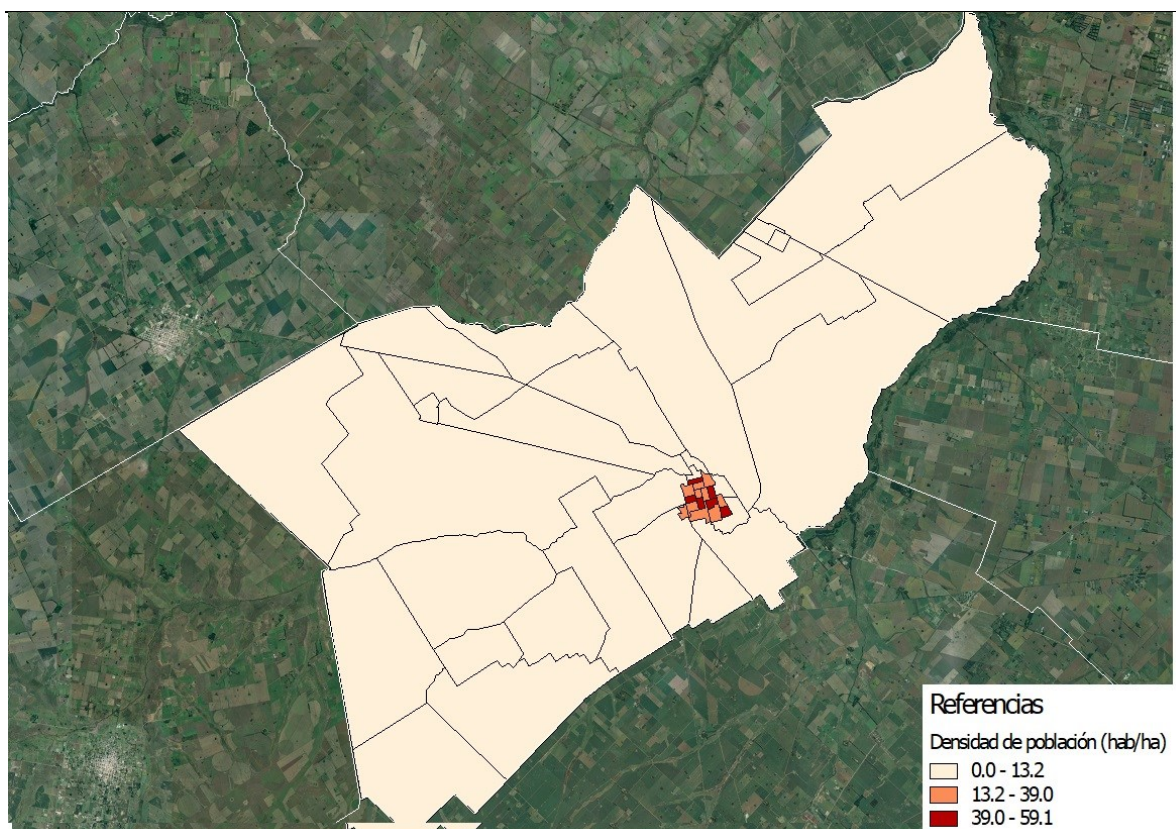 Referencias
Densidad de población (hab/ha)
0.0 - 13.2
13.2 - 39.0
39.0 - 59.1